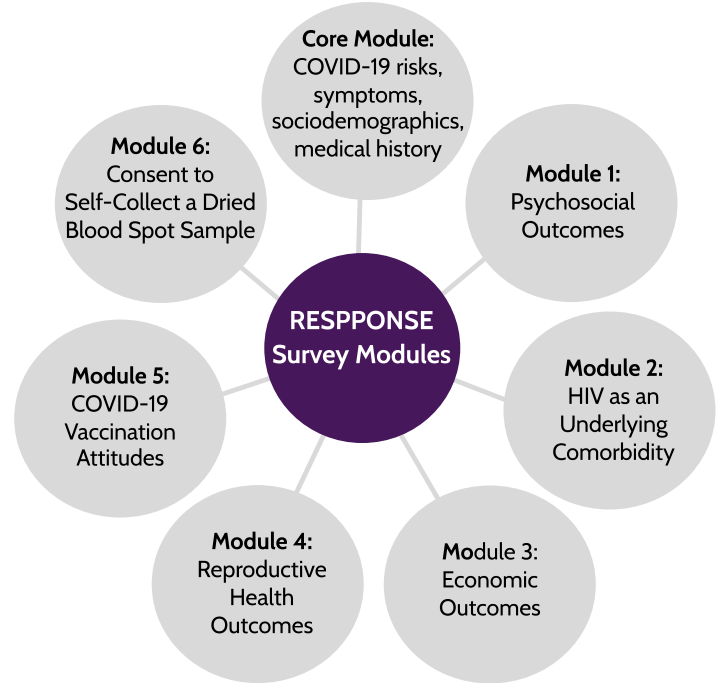 Core Module:
COVID-19 risks,
symptoms,
sociodemographics,
medical history
Module 1:
Psychosocial
Outcomes
Module 2:
HIV as an
Underlying
Comorbidity
Module 3:
Economic
Outcomes
Module 4:
Reproductive
Health
Outcomes
Module 5:
COVID-19
Vaccination
Attitudes
Module 6:
Consent to
Self-Collect a Dried
Blood Spot Sample
RESPPONSE
Survey Modules